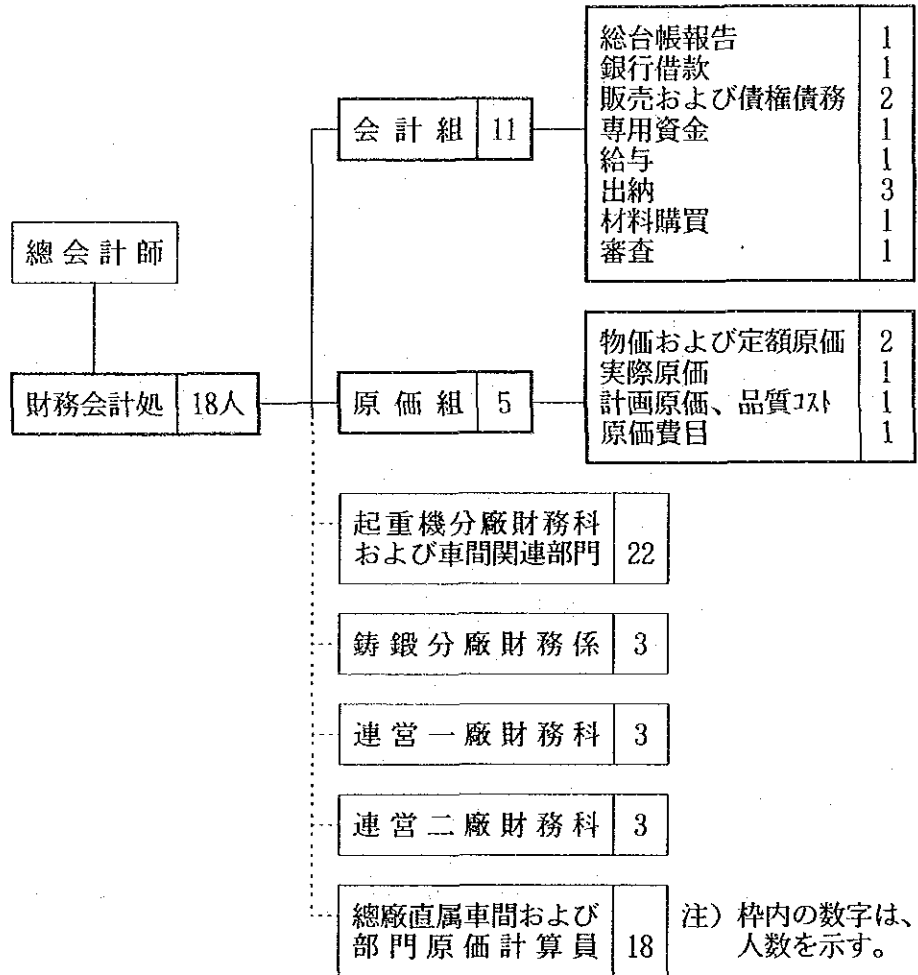 総台帳報告 1
銀行借款 1
販売および債権債務 2
専用資金 1
給与 1
出納 3
材料購買 1
審査 1
会計組 11
總会計師
財務会計処 18人
原価組 5
物価および定額原価 2
実際原価 1
計画原価、品質コスト 1
原価費目 1
起重機分廠財務科
および車間関連部門 22
鋳鍛分廠財務係 3
連営一廠財務科 3
連営二廠財務科 3
總廠直属車間および
部門原価計算員 18
注) 枠内の数字は、
人数を示す。